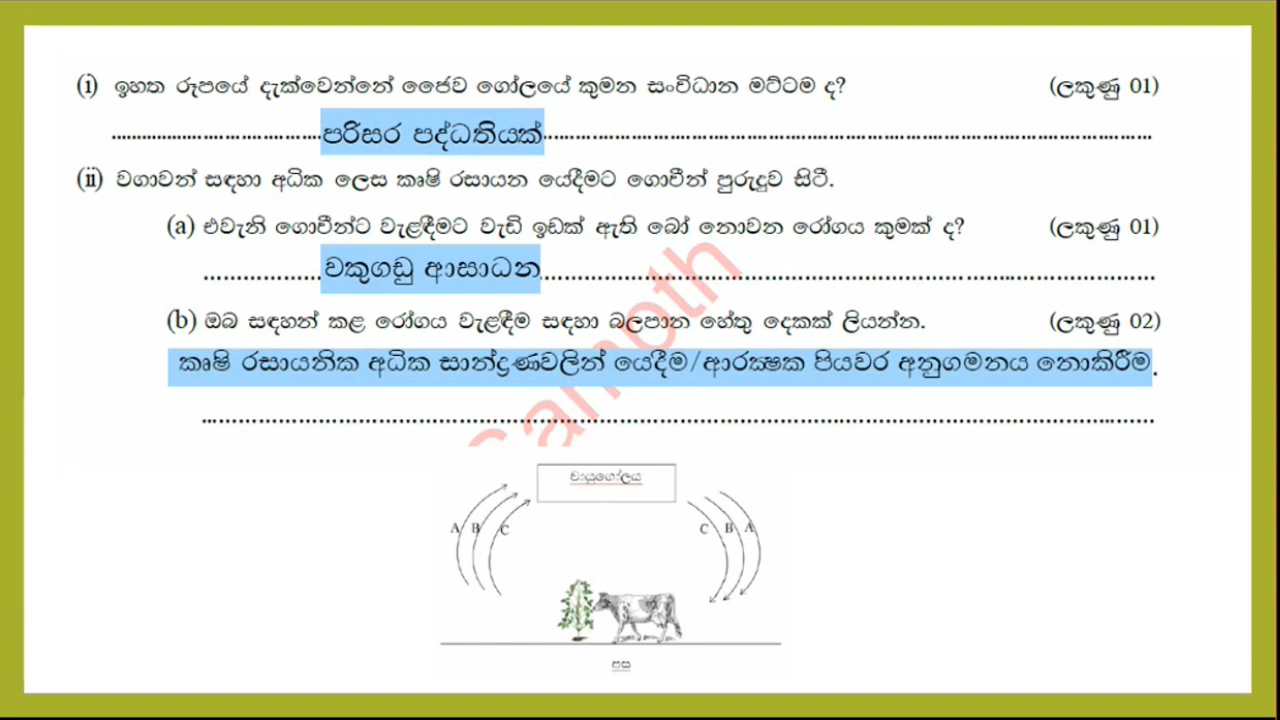 (i) ඉහත රූපයේ දැක්වෙන්නේ ජෛව ගෝලයේ කුමන සංවිධාන මට්ටම ද? (ලකුණු 01)
පරිසර පද්ධතියක්
(ii) වගාවන් සඳහා අධික ලෙස කෘෂි රසායන යෙදීමට ගොවීන් පුරුදුව සිටී.
(a) එවැනි ගොවීන්ට වැළඳීමට වැඩි ඉඩක් ඇති බෝ නොවන රෝගය කුමක් ද? (ලකුණු 01)
වකුගඩු ආසාධන
(b) ඔබ සඳහන් කළ රෝගය වැළඳීම සඳහා බලපාන හේතු දෙකක් ලියන්න. (ලකුණු 02)
කෘෂි රසායනික අධික සාන්ද්‍රණවලින් යෙදීම/ආරක්‍ෂක පියවර අනුගමනය නොකිරීම.
Sampoth
වායුගෝලය
A B C C B A
පස